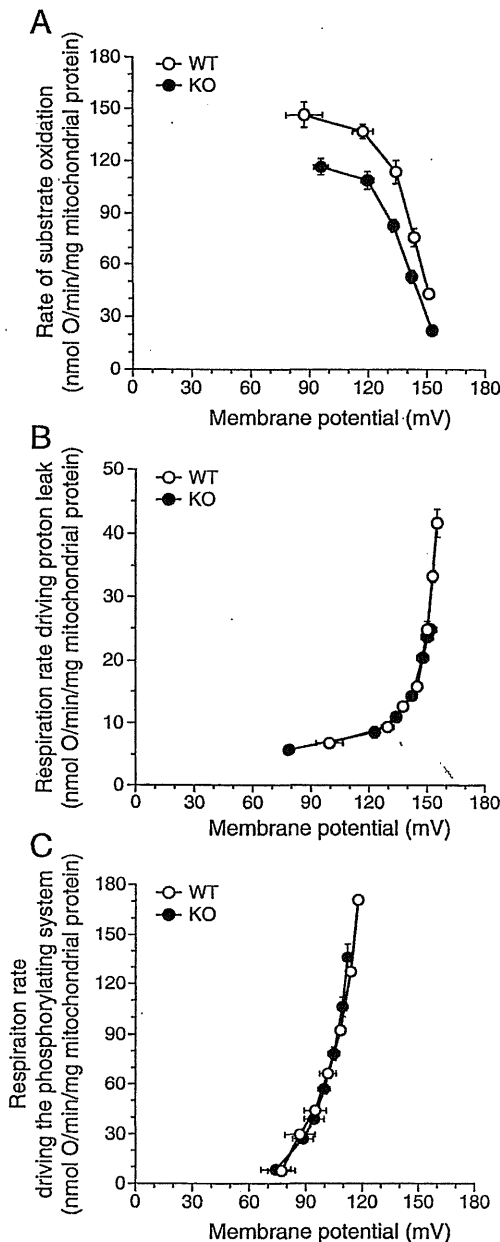 A
WT
KO
Rate of substrate oxidation
(nmol O/min/mg mitochondrial protein)
180
150
120
90
60
30
0
0 30 60 90 120 150 180
Membrane potential (mV)
B
WT
KO
Respiration rate driving proton leak
(nmol O/min/mg mitochondrial protein)
50
40
30
20
10
0
0 30 60 90 120 150 180
Membrane potential (mV)
C
WT
KO
Respiraiton rate
driving the phosphorylating system
(nmol O/min/mg mitochondrial protein)
180
150
120
90
60
30
0
0 30 60 90 120 150 180
Membrane potential (mV)